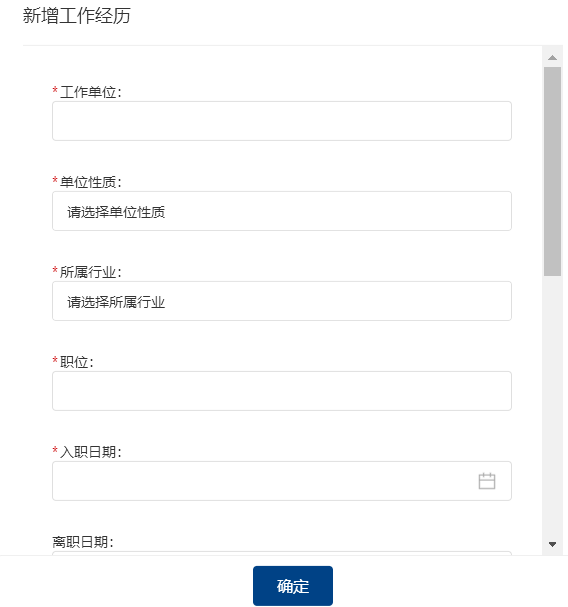 新增工作经历
*工作单位:
*单位性质:
请选择单位性质
*所属行业:
请选择所属行业
*职位:
*入职日期:
离职日期:
确定